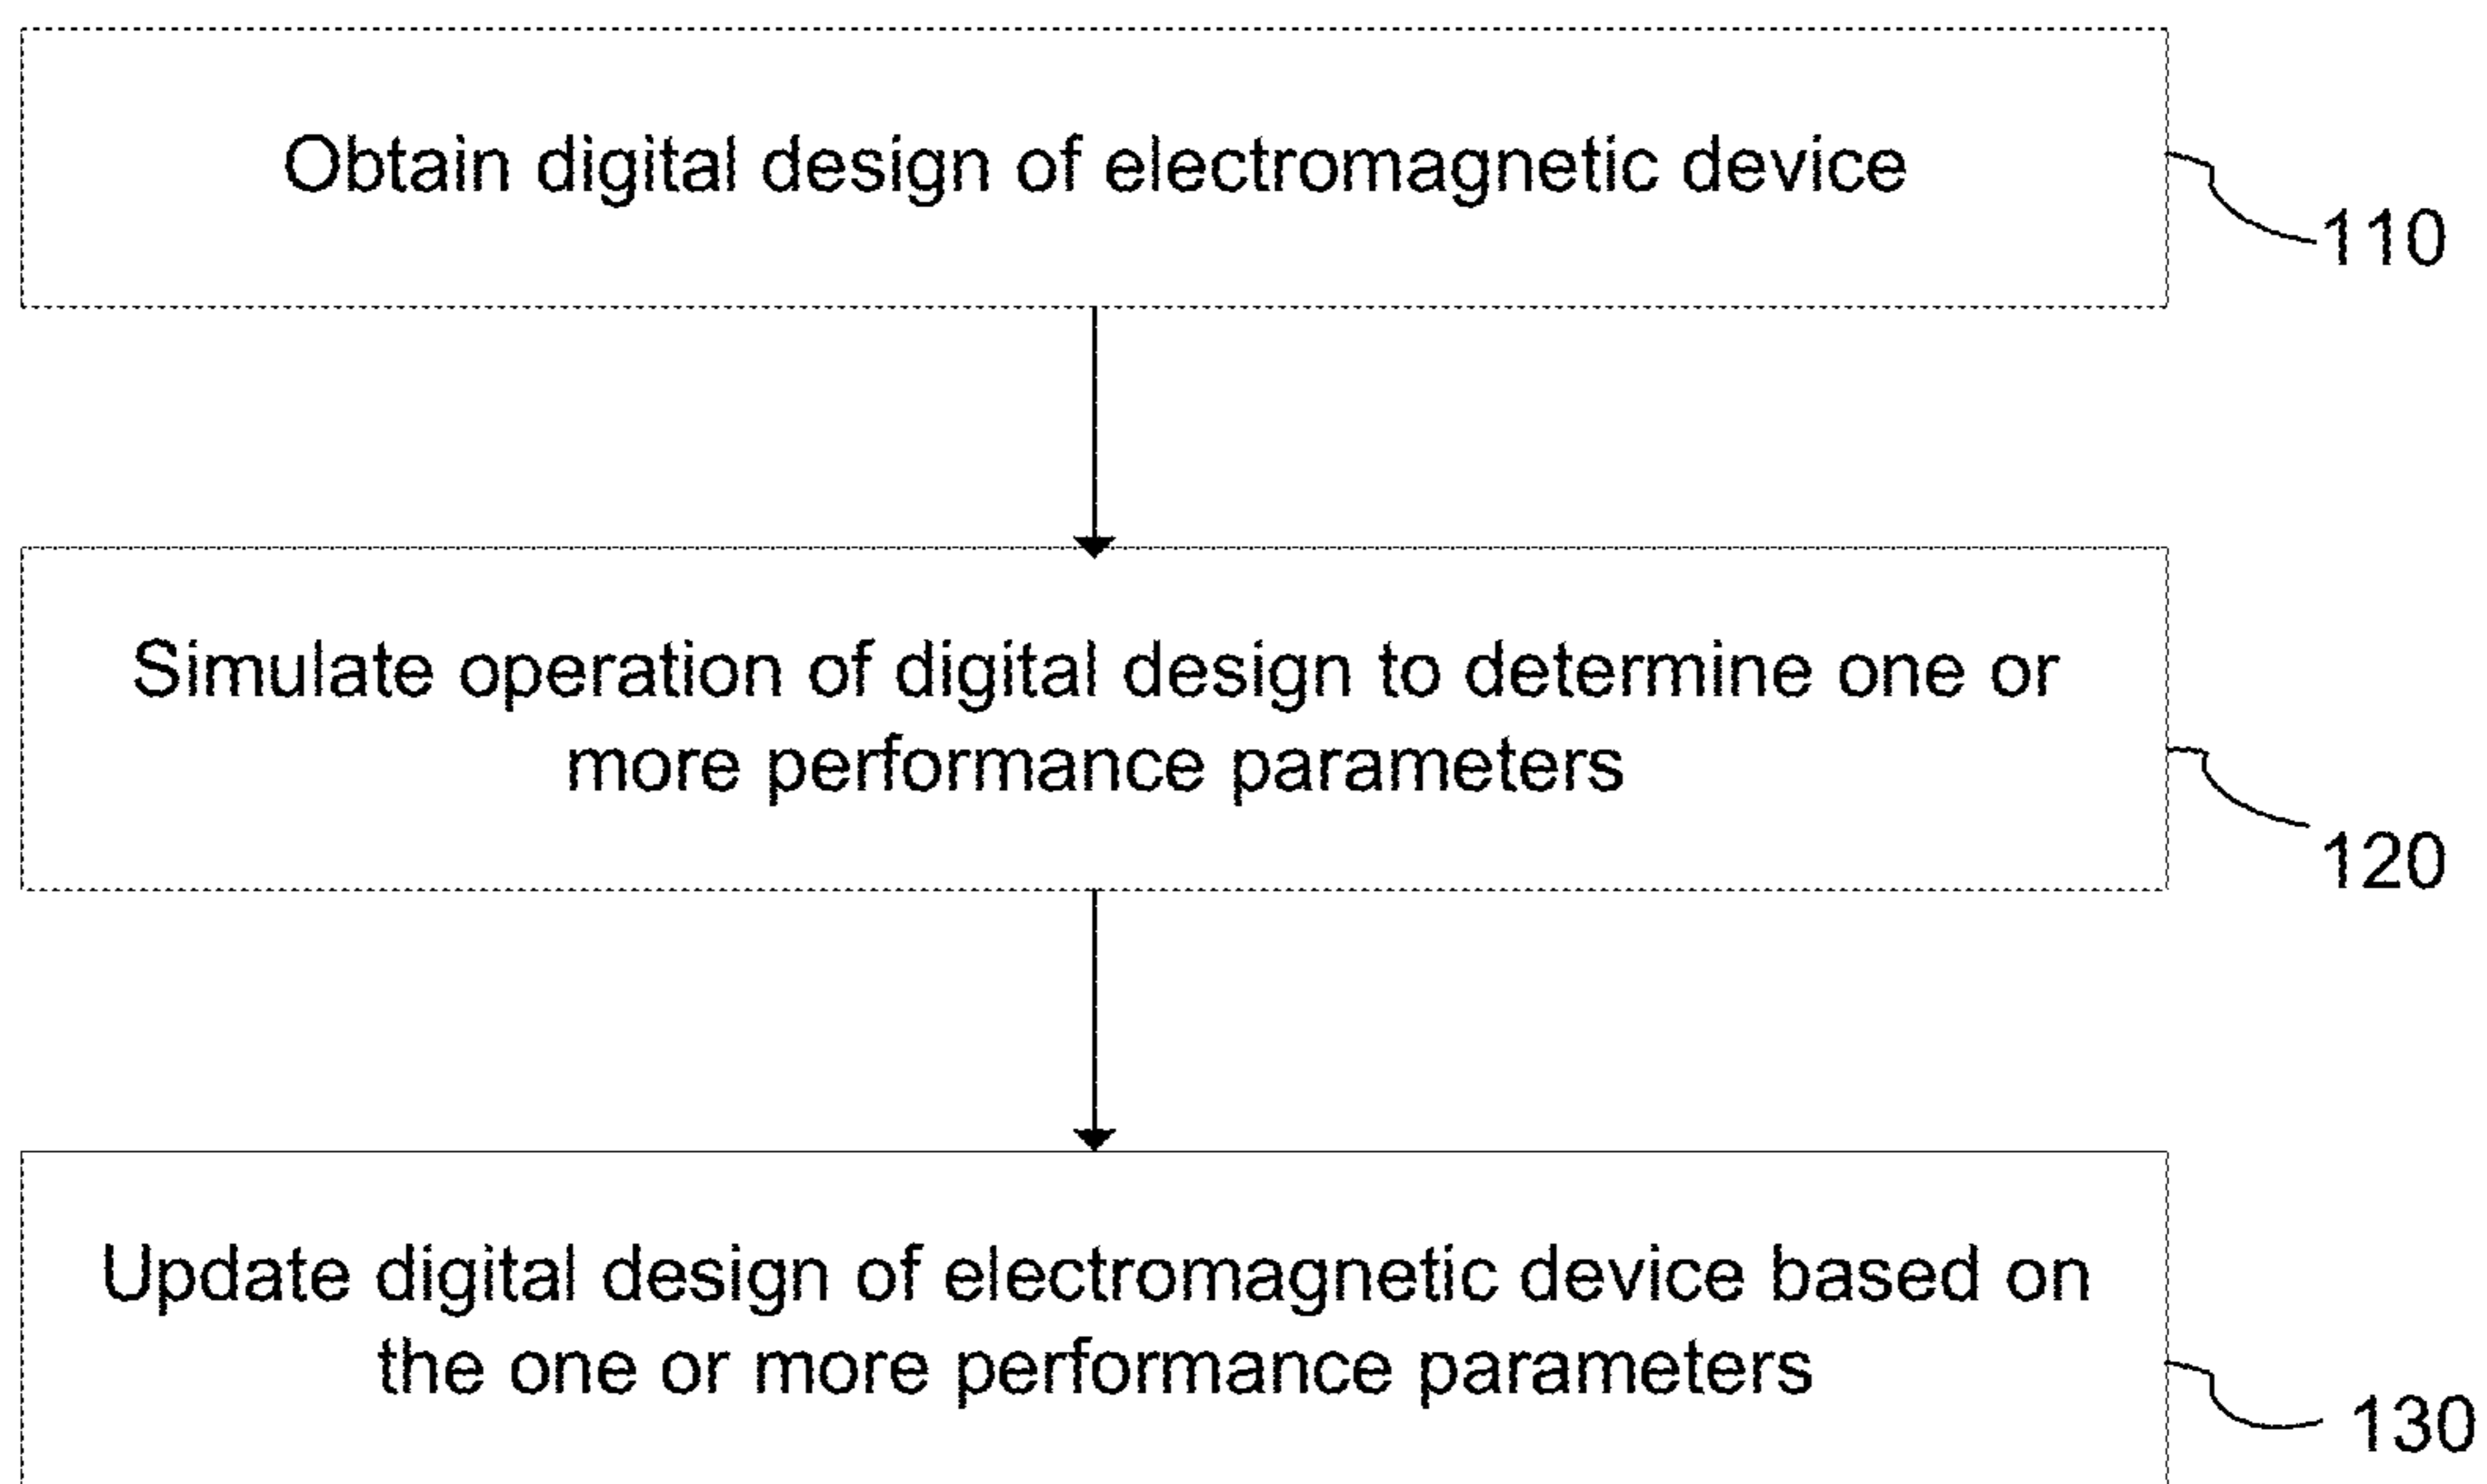 Obtain digital design of electromagnetic device
110
Simulate operation of digital design to determine one or
more performance parameters
120
Update digital design of electromagnetic device based on
the one or more performance parameters
130